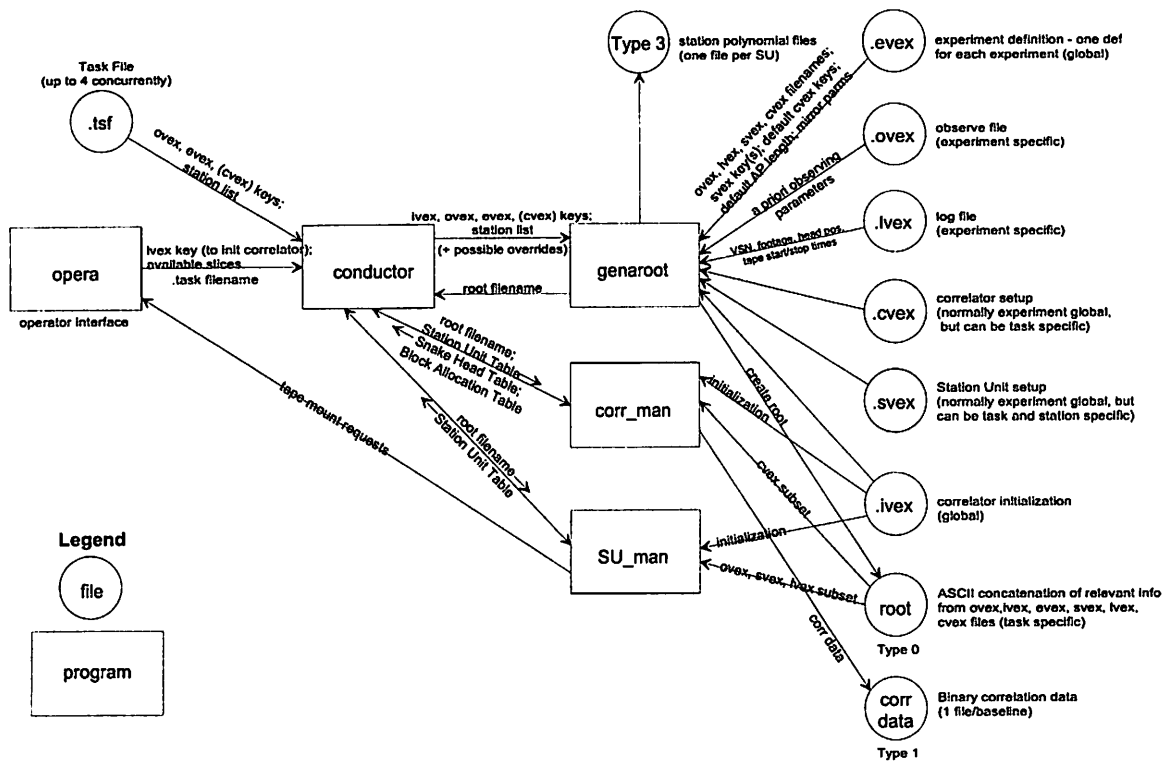 Task File
(up to 4 concurrently)
.tsf
ovex, evex, (cvex) keys;
station list
opera
operator interface
ivex key (to init correlator);
available slices
.task filename
conductor
ivex, ovex, evex, (cvex) keys;
station list
(+ possible overrides)
root filename
genaroot
Type 3
station polynomial files
(one file per SU)
ovex, lvex, svex, cvex filenames;
svex key(s); default cvex keys;
default AP length; mirror parms
a priori observing
parameters
VSN, footage, head pos,
tape start/stop times
.evex
experiment definition - one def
for each experiment (global)
.ovex
observe file
(experiment specific)
.lvex
log file
(experiment specific)
.cvex
correlator setup
(normally experiment global,
but can be task specific)
.svex
Station Unit setup
(normally experiment global, but
can be task and station specific)
.ivex
correlator initialization
(global)
root
Type 0
ASCII concatenation of relevant info
from ovex,ivex, evex, svex, lvex,
cvex files (task specific)
corr
data
Type 1
Binary correlation data
(1 file/baseline)
root filename;
Station Unit Table
Snake Head Table;
Block Allocation Table
corr_man
initialization
create root
cvex subset
root filename
Station Unit Table
SU_man
initialization
ovex, svex, lvex subset
corr data
tape mount requests
Legend
file
program